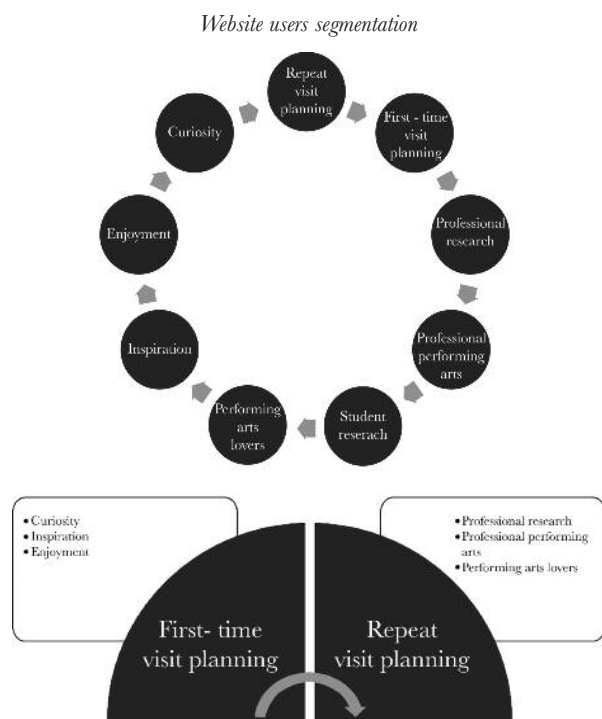 Website users segmentation
Repeat
visit
planning
First - time
visit
planning
Professional
research
Professional
performing
arts
Student
reserach
Performing
arts
lovers
Inspiration
Enjoyment
Curiosity
• Curiosity
• Inspiration
• Enjoyment
• Professional research
• Professional performing
arts
• Performing arts lovers
First- time
visit planning
Repeat
visit planning